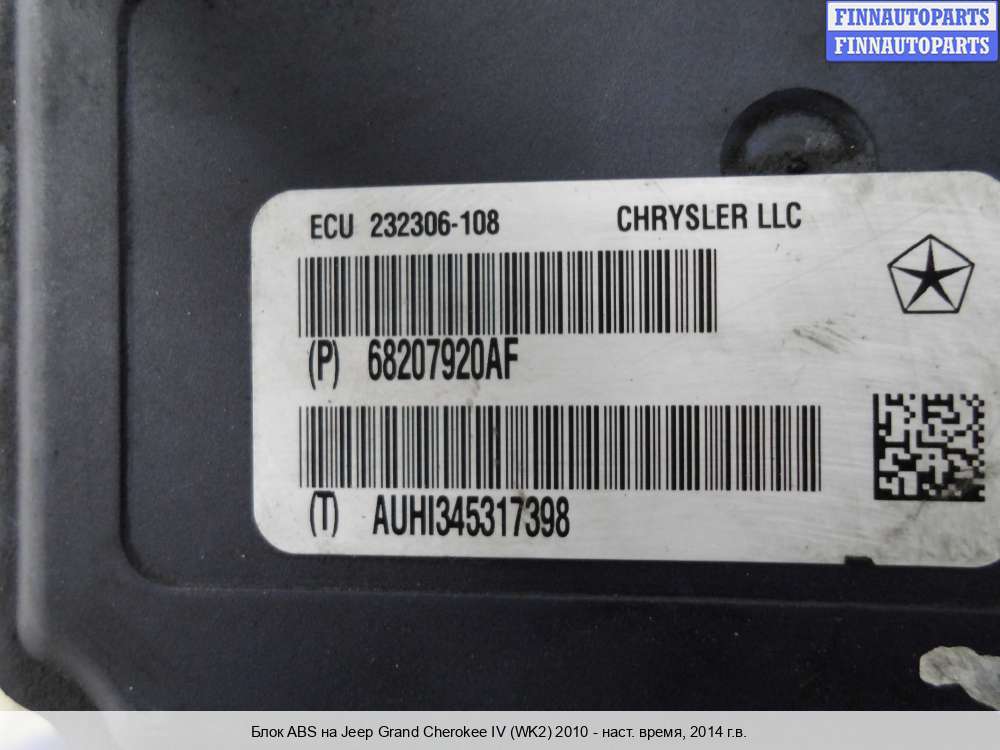 FINNAUTOPARTS
FINNAUTOPARTS
ECU 232306-108 CHRYSLER LLC
(P) 68207920AF
(T) AUHI345317398
Блок ABS на Jeep Grand Cherokee IV (WK2) 2010 - наст. время, 2014 г.в.